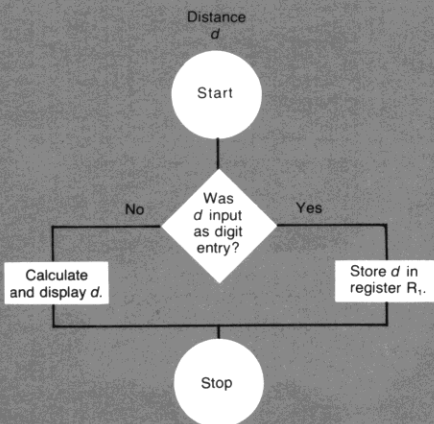 Distance
d
Start
Was
d input
as digit
entry?
No
Yes
Calculate
and display d.
Store d in
register R₁.
Stop